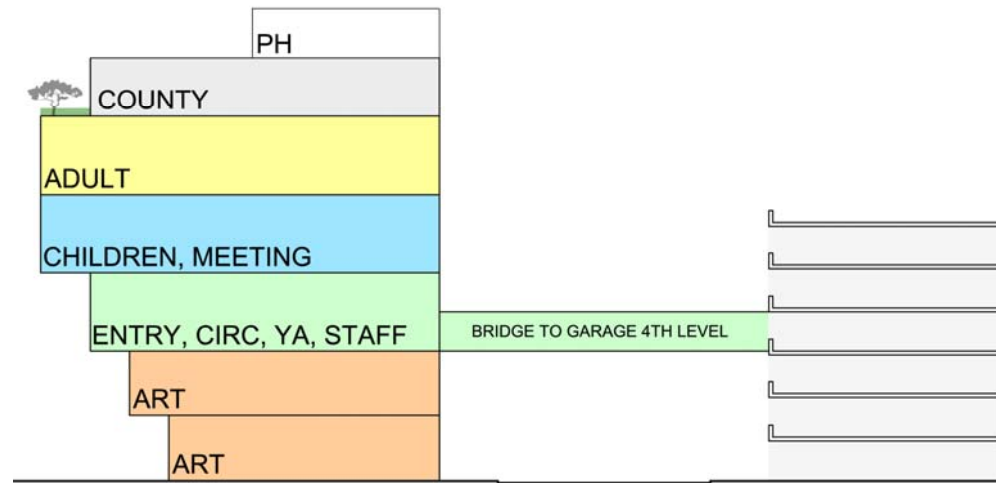 PH
COUNTY
ADULT
CHILDREN, MEETING
ENTRY, CIRC, YA, STAFF
BRIDGE TO GARAGE 4TH LEVEL
ART
ART